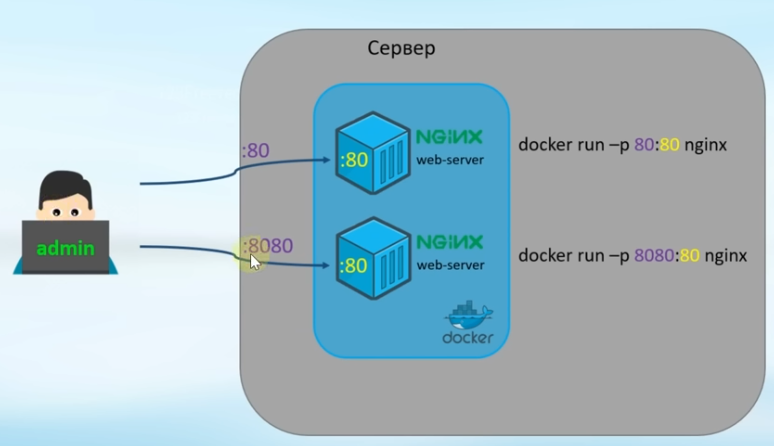 Сервер
:80
:80
NGINX
web-server
docker run –p 80:80 nginx
admin
:8080
:80
NGINX
web-server
docker run –p 8080:80 nginx
docker